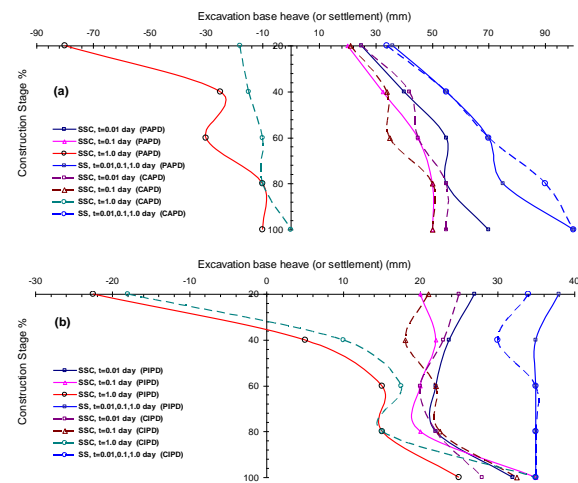 Excavation base heave (or settlement) (mm)
-90 -70 -50 -30 -10 10 30 50 70 90
20
40
60
80
100
Construction Stage %
(a)
SSC, t=0.01 day (PAPD)
SSC, t=0.1 day (PAPD)
SSC, t=1.0 day (PAPD)
SS, t=0.01,0.1,1.0 day (PAPD)
SSC, t=0.01 day (CAPD)
SSC, t=0.1 day (CAPD)
SSC, t=1.0 day (CAPD)
SS, t=0.01,0.1,1.0 day (CAPD)
Excavation base heave (or settlement) (mm)
-30 -20 -10 0 10 20 30 40
20
40
60
80
100
Construction Stage %
(b)
SSC, t=0.01 day (PIPD)
SSC, t=0.1 day (PIPD)
SSC, t=1.0 day (PIPD)
SS, t=0.01,0.1,1.0 day (PIPD)
SSC, t=0.01 day (CIPD)
SSC, t=0.1 day (CIPD)
SSC, t=1.0 day (CIPD)
SS, t=0.01,0.1,1.0 day (CIPD)